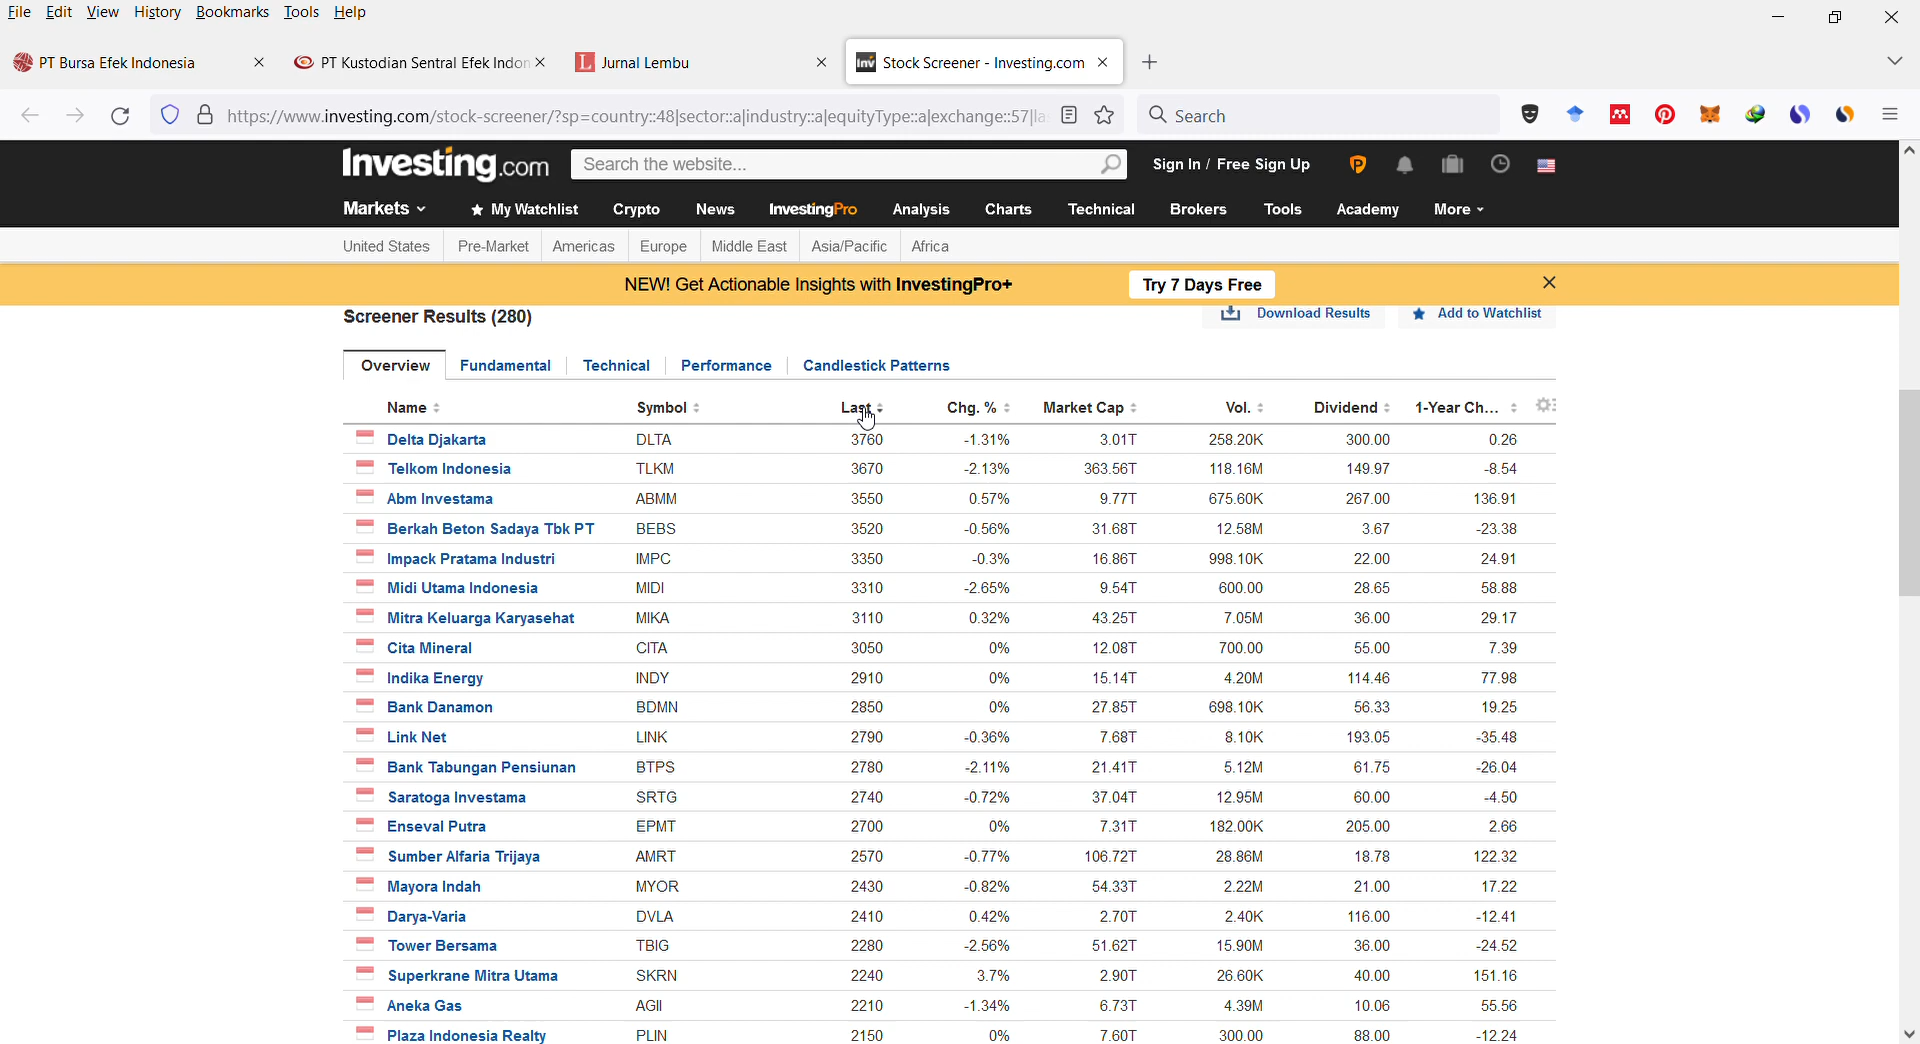 File Edit View History Bookmarks Tools Help
PT Bursa Efek Indonesia PT Kustodian Sentral Efek Indon Jurnal Lembu Stock Screener - Investing.com
https://www.investing.com/stock-screener/?sp=country::48|sector::a|industry::a|equityType::a|exchange::57|la Search
Investing.com Search the website... Sign In / Free Sign Up
Markets My Watchlist Crypto News InvestingPro Analysis Charts Technical Brokers Tools Academy More
United States Pre-Market Americas Europe Middle East Asia/Pacific Africa
NEW! Get Actionable Insights with InvestingPro+ Try 7 Days Free
Screener Results (280) Download Results Add to Watchlist
Overview Fundamental Technical Performance Candlestick Patterns
Name Symbol Last Chg. % Market Cap Vol. Dividend 1-Year Ch...
Delta Djakarta DLTA 3760 -1.31% 3.01T 258.20K 300.00 0.26
Telkom Indonesia TLKM 3670 -2.13% 363.56T 118.16M 149.97 -8.54
Abm Investama ABMM 3550 0.57% 9.77T 675.60K 267.00 136.91
Berkah Beton Sadaya Tbk PT BEBS 3520 -0.56% 31.68T 12.58M 3.67 -23.38
Impack Pratama Industri IMPC 3350 -0.3% 16.86T 998.10K 22.00 24.91
Midi Utama Indonesia MIDI 3310 -2.65% 9.54T 600.00 28.65 58.88
Mitra Keluarga Karyasehat MIKA 3110 0.32% 43.25T 7.05M 36.00 29.17
Cita Mineral CITA 3050 0% 12.08T 700.00 55.00 7.39
Indika Energy INDY 2910 0% 15.14T 4.20M 114.46 77.98
Bank Danamon BDMN 2850 0% 27.85T 698.10K 56.33 19.25
Link Net LINK 2790 -0.36% 7.68T 8.10K 193.05 -35.48
Bank Tabungan Pensiunan BTPS 2780 -2.11% 21.41T 5.12M 61.75 -26.04
Saratoga Investama SRTG 2740 -0.72% 37.04T 12.95M 60.00 -4.50
Enseval Putra EPMT 2700 0% 7.31T 182.00K 205.00 2.66
Sumber Alfaria Trijaya AMRT 2570 -0.77% 106.72T 28.86M 18.78 122.32
Mayora Indah MYOR 2430 -0.82% 54.33T 2.22M 21.00 17.22
Darya-Varia DVLA 2410 0.42% 2.70T 2.40K 116.00 -12.41
Tower Bersama TBIG 2280 -2.56% 51.62T 15.90M 36.00 -24.52
Superkrane Mitra Utama SKRN 2240 3.7% 2.90T 26.60K 40.00 151.16
Aneka Gas AGII 2210 -1.34% 6.73T 4.39M 10.06 55.56
Plaza Indonesia Realty PLIN 2150 0% 7.60T 300.00 88.00 -12.24